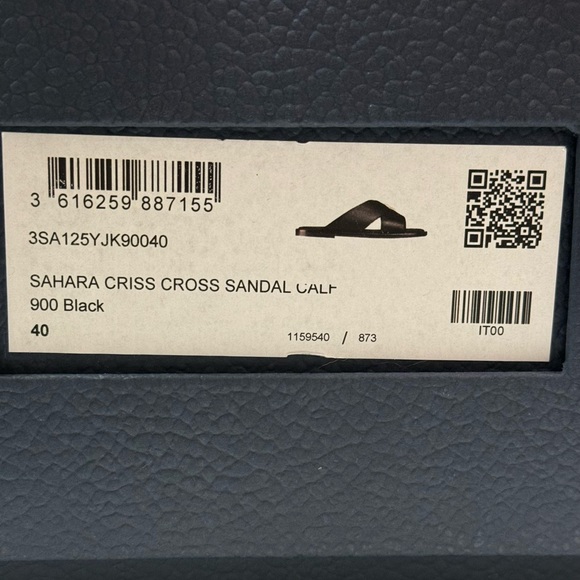 3 616259 887155
3SA125YJK90040
SAHARA CRISS CROSS SANDAL CALF
900 Black
40
1159540 / 873
IT00